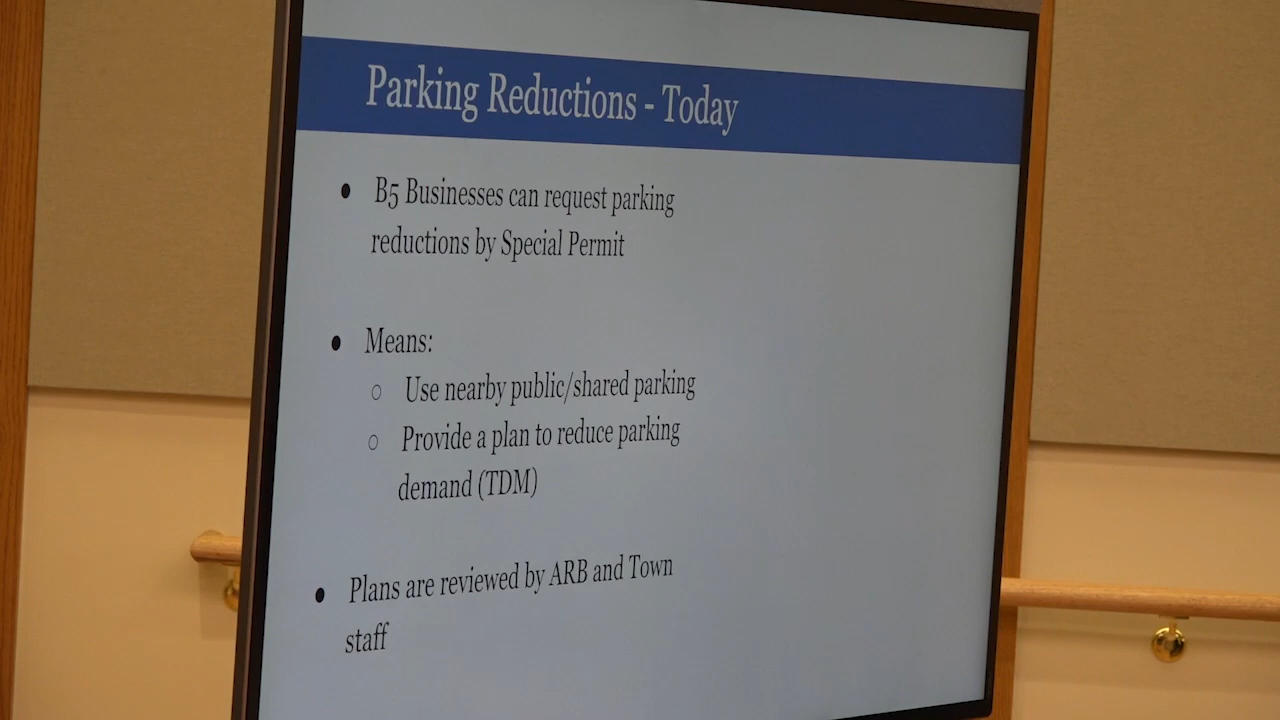 Parking Reductions - Today
● B5 Businesses can request parking
reductions by Special Permit
● Means:
○ Use nearby public/shared parking
○ Provide a plan to reduce parking
demand (TDM)
● Plans are reviewed by ARB and Town
staff